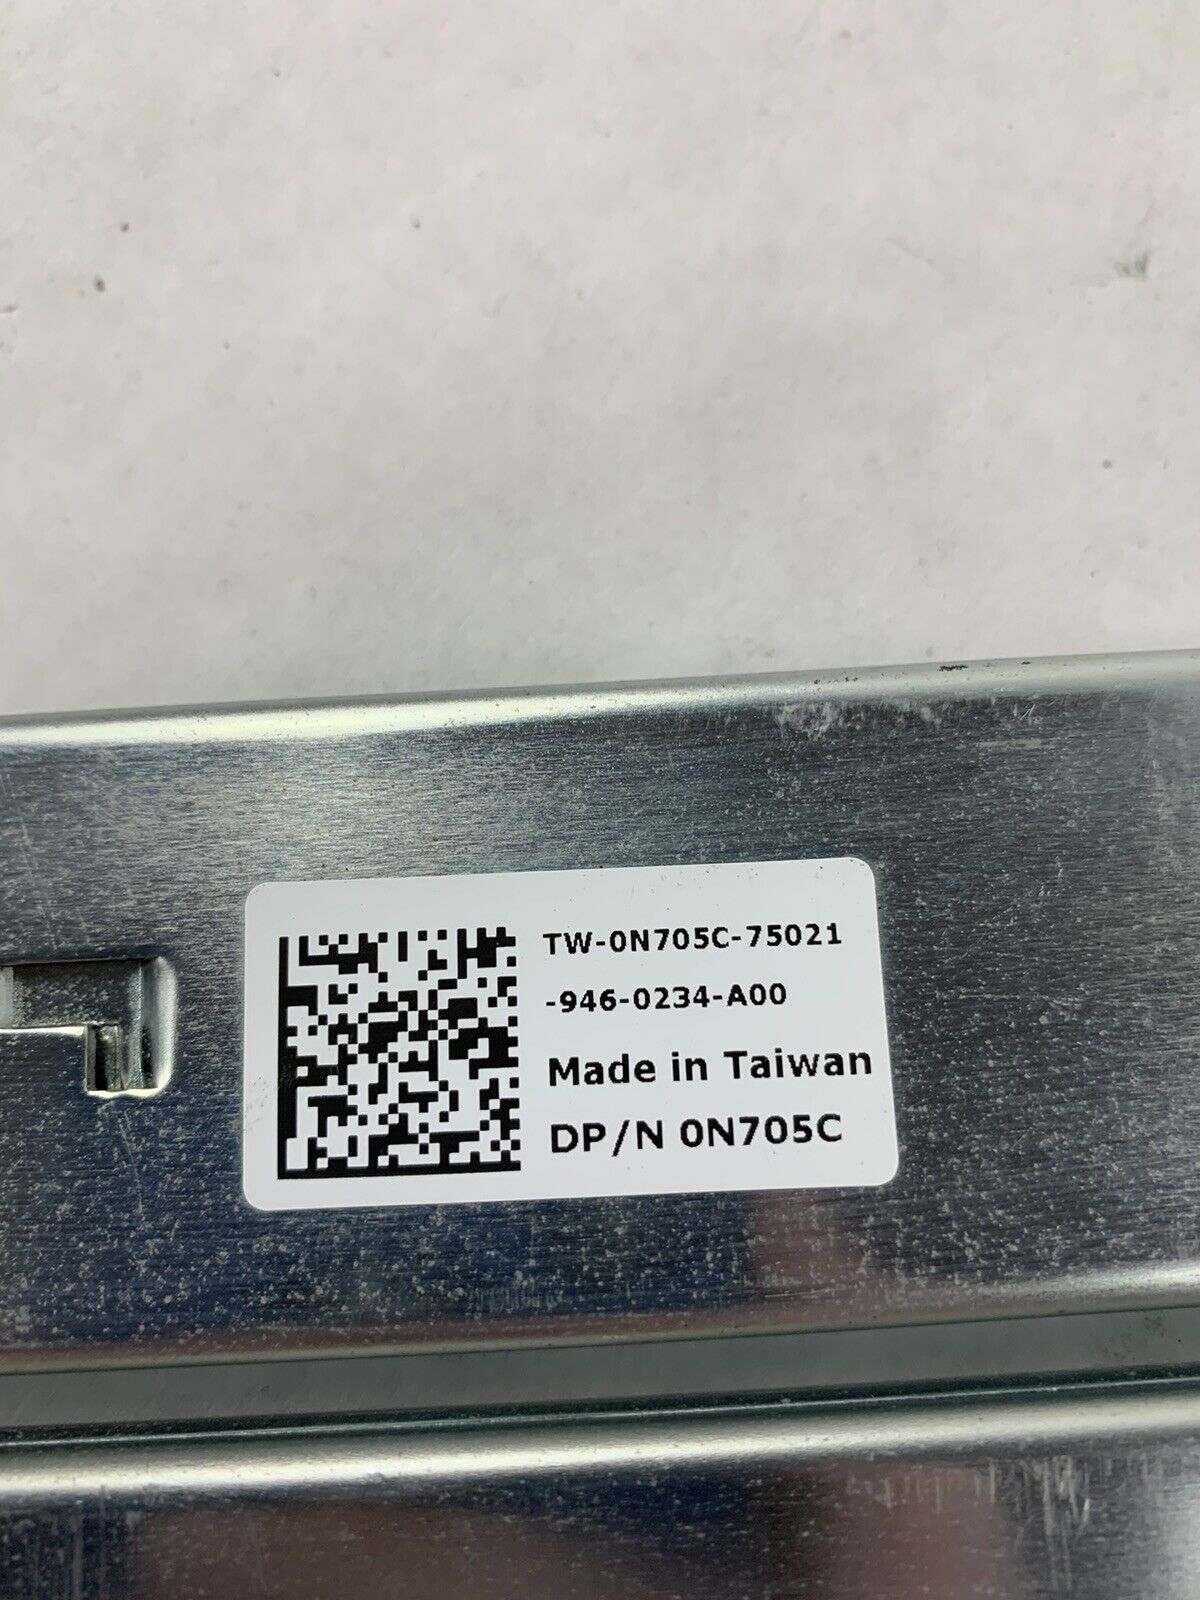 TW-0N705C-75021
-946-0234-A00
Made in Taiwan
DP/N 0N705C